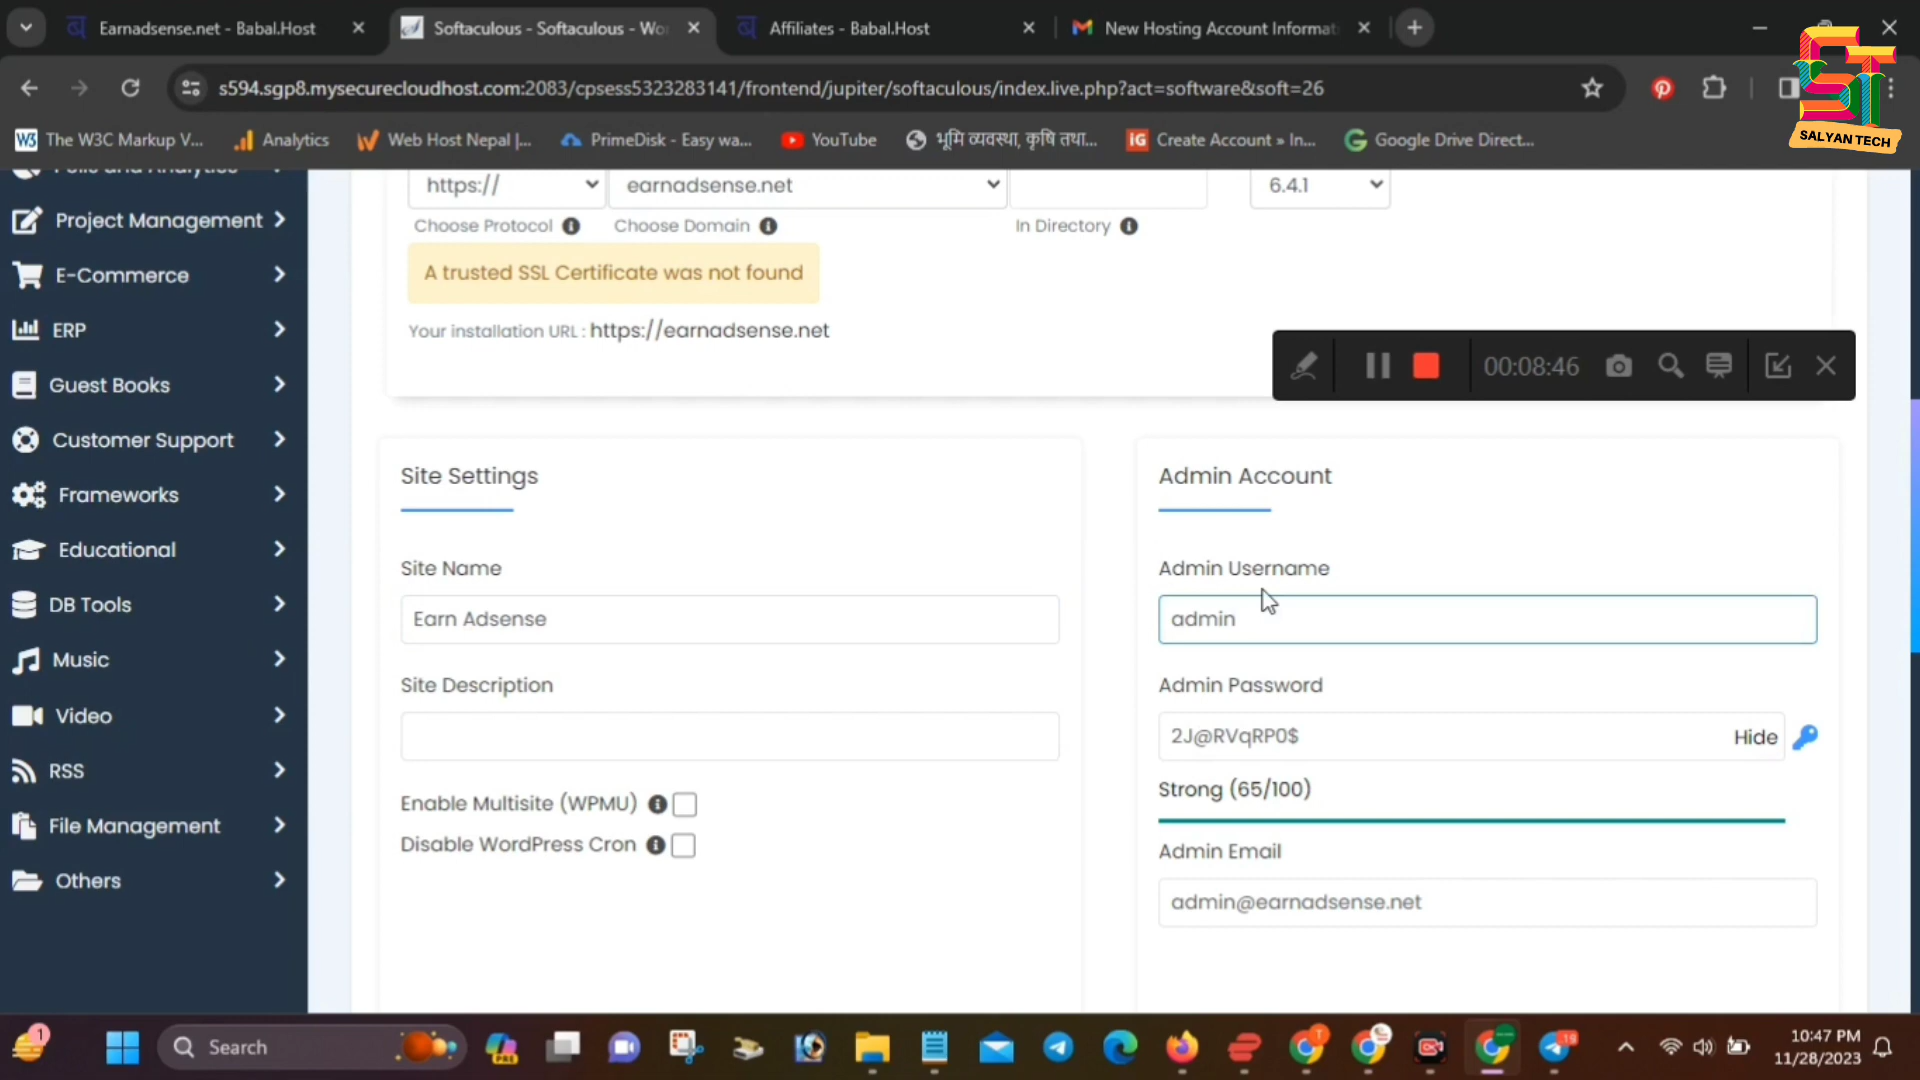 Earnadsense.net - Babal.Host
Softaculous - Softaculous - Wo
Affiliates - Babal.Host
New Hosting Account Informat
s594.sgp8.mysecurecloudhost.com:2083/cpsess5323283141/frontend/jupiter/softaculous/index.live.php?act=software&soft=26
ST
SALYAN TECH
W3 The W3C Markup V...
Analytics
Web Host Nepal |...
PrimeDisk - Easy wa...
YouTube
भूमि व्यवस्था, कृषि तथा...
iG Create Account » In...
Google Drive Direct...
Polls and Analytics
Project Management
E-Commerce
ERP
Guest Books
Customer Support
Frameworks
Educational
DB Tools
Music
Video
RSS
File Management
Others
https://
earnadsense.net
6.4.1
Choose Protocol
Choose Domain
In Directory
A trusted SSL Certificate was not found
Your installation URL : https://earnadsense.net
00:08:46
Site Settings
Site Name
Earn Adsense
Site Description
Enable Multisite (WPMU)
Disable WordPress Cron
Admin Account
Admin Username
admin
Admin Password
2J@RVqRP0$
Hide
Strong (65/100)
Admin Email
admin@earnadsense.net
1
Search
PRE
T
19
10:47 PM
11/28/2023